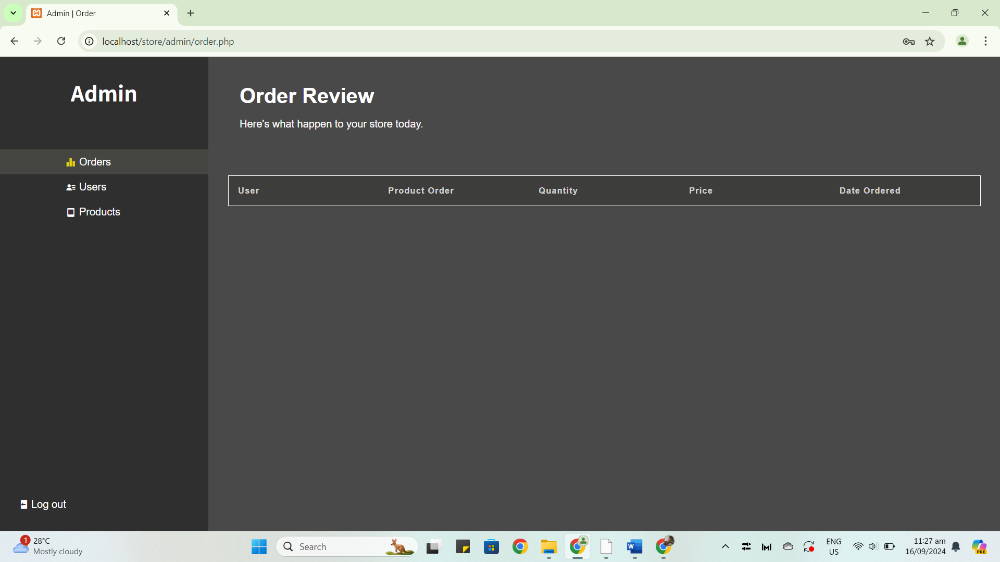 Admin | Order
localhost/store/admin/order.php
Admin
Orders
Users
Products
Log out
Order Review
Here's what happen to your store today.
User Product Order Quantity Price Date Ordered
1
28°C
Mostly cloudy
Search
W
ENG
US
11:27 am
16/09/2024
PRE